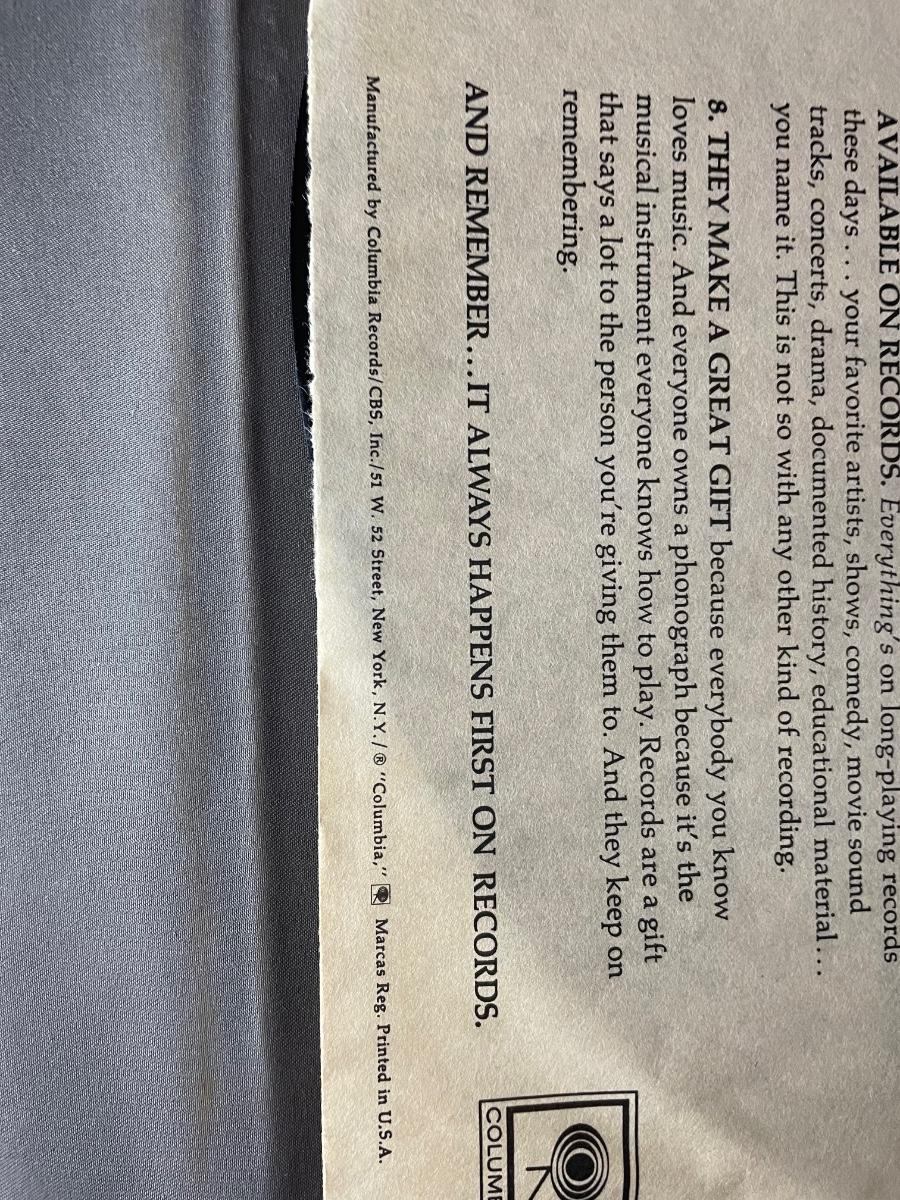 AVAILABLE ON RECORDS. Everything's on long-playing records
these days . . . your favorite artists, shows, comedy, movie sound
tracks, concerts, drama, documented history, educational material . . .
you name it. This is not so with any other kind of recording.
8. THEY MAKE A GREAT GIFT because everybody you know
loves music. And everyone owns a phonograph because it's the
musical instrument everyone knows how to play. Records are a gift
that says a lot to the person you're giving them to. And they keep on
remembering.
AND REMEMBER...IT ALWAYS HAPPENS FIRST ON RECORDS.
Manufactured by Columbia Records/CBS, Inc./51 W. 52 Street, New York, N.Y./® "Columbia," Marcas Reg. Printed in U.S.A.